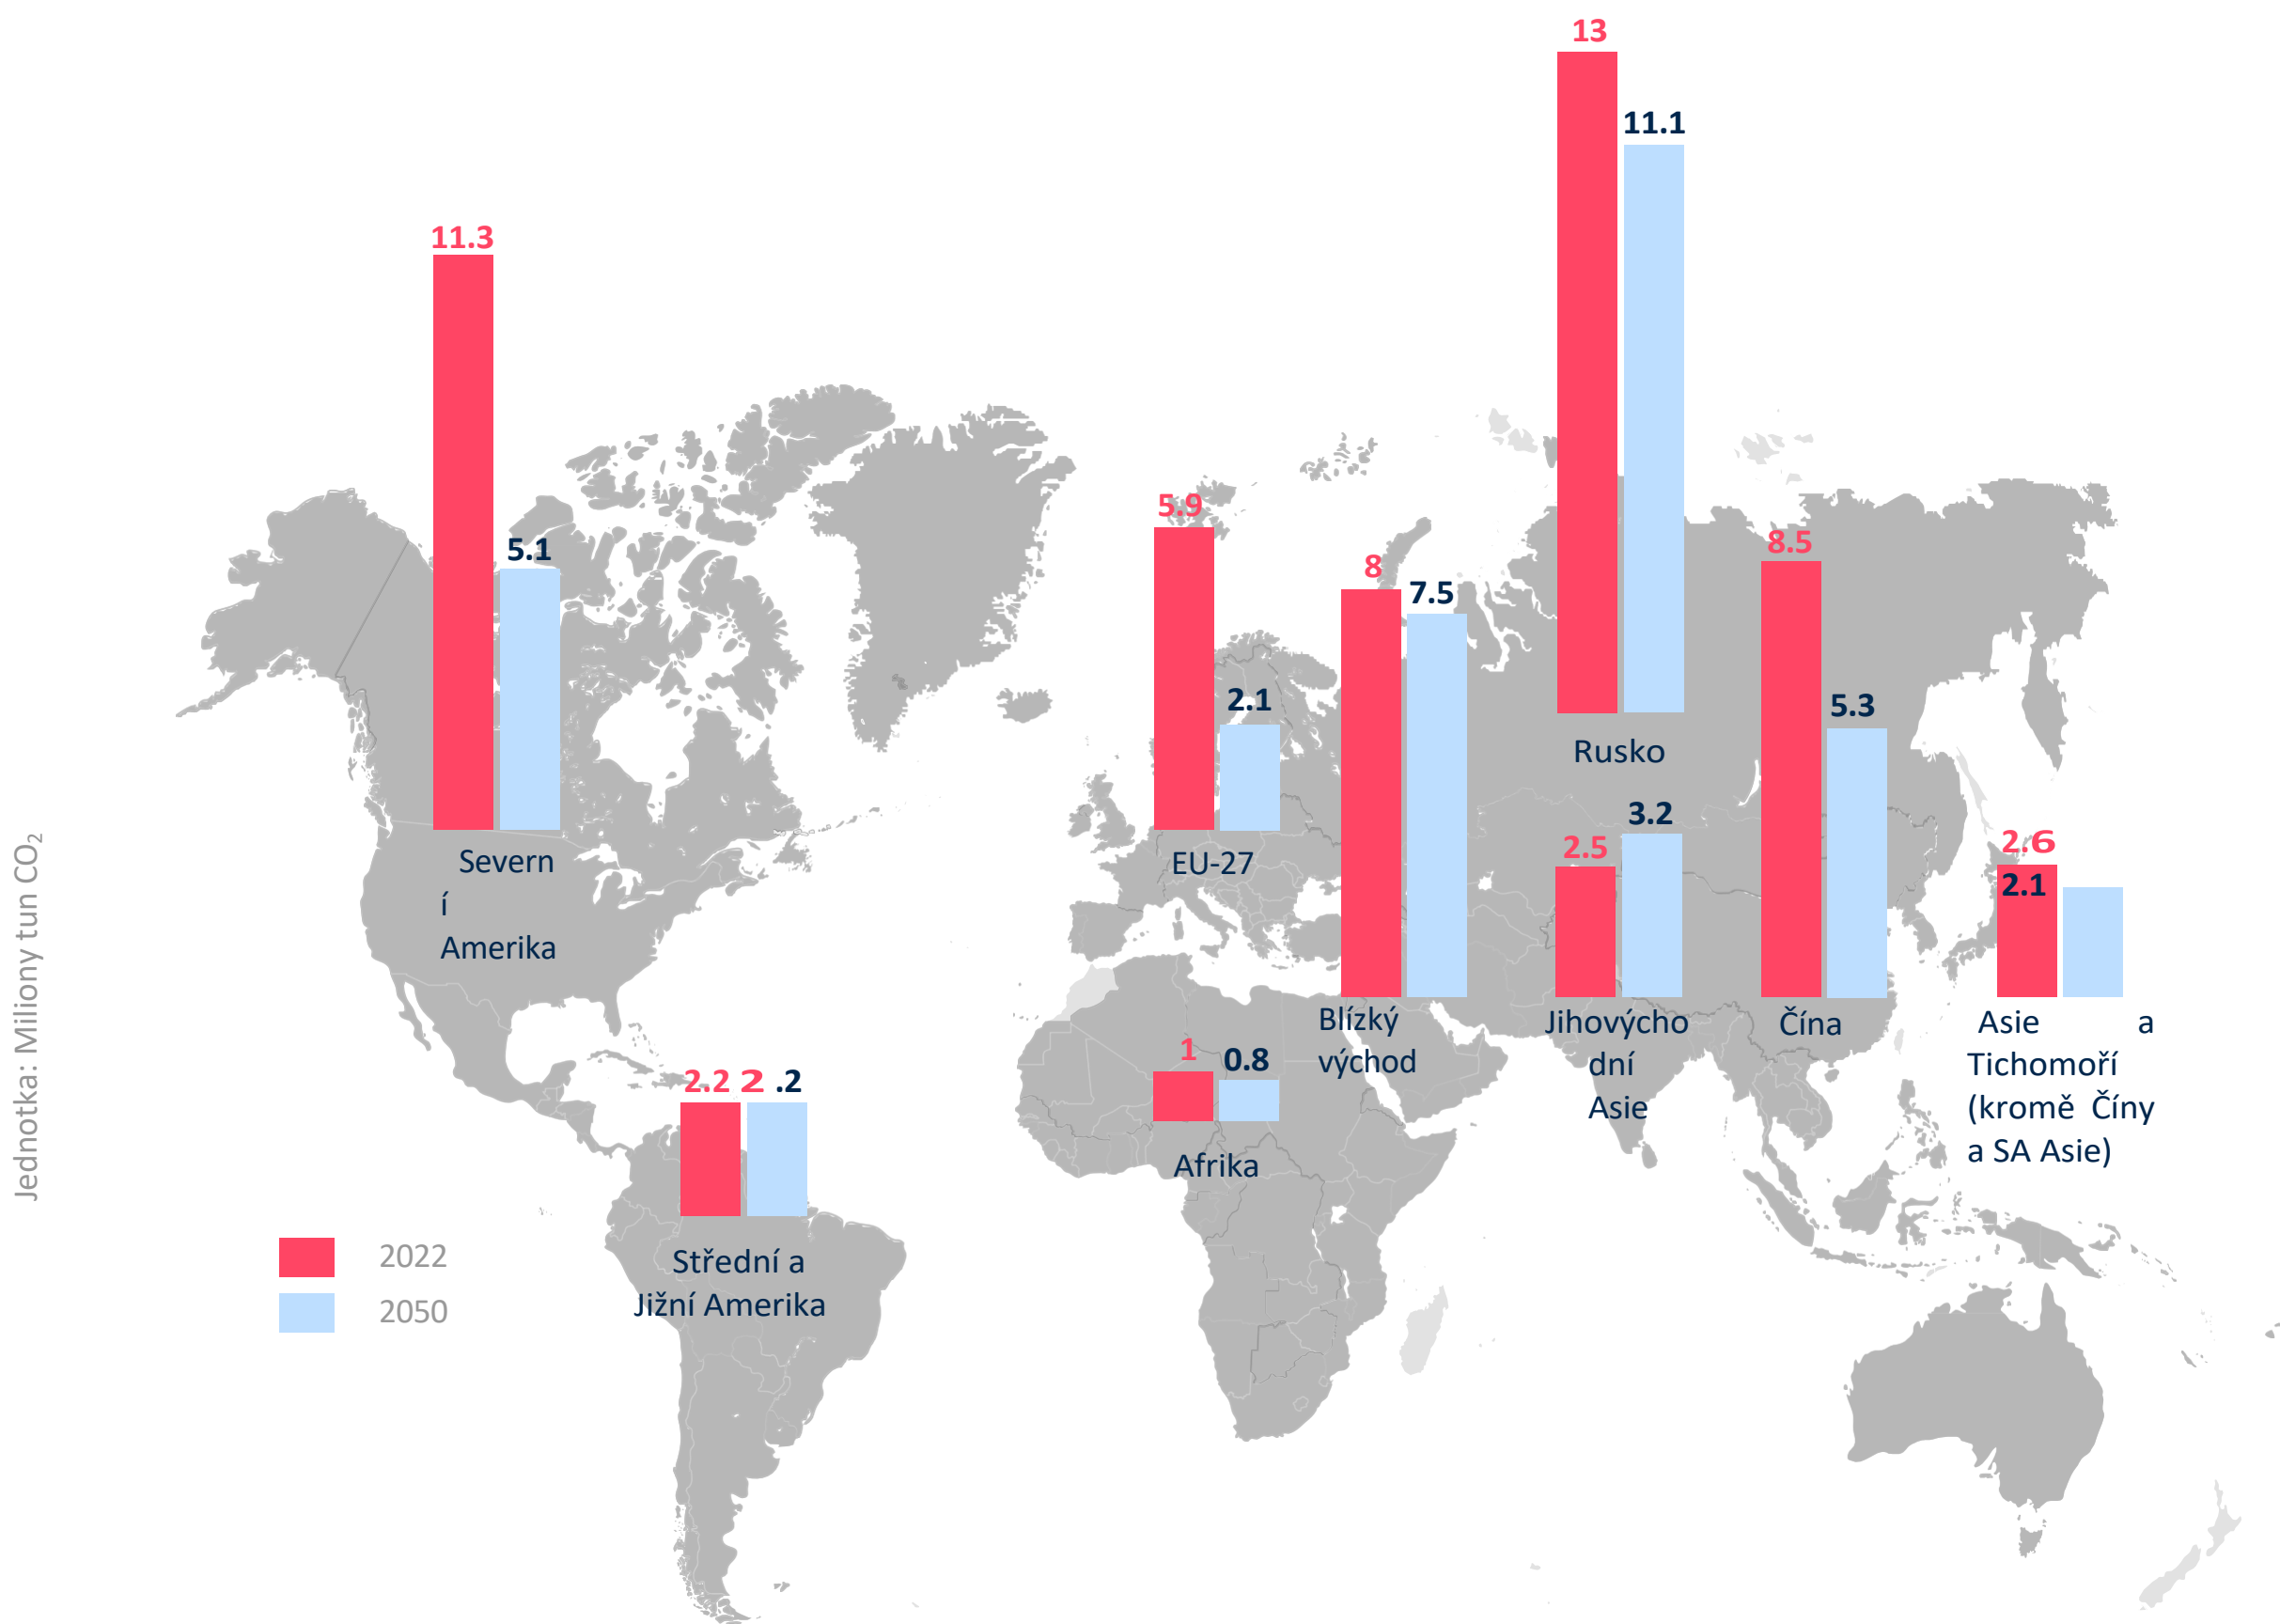 13
11.1
11.3
5.1
5.9
2.1
8
7.5
8.5
5.3
Rusko
2.5
3.2
2.6
2.1
Severn
í
Amerika
EU-27
Blízký
východ
Jihovýcho
dní
Asie
Čína
Asie a
Tichomoří
(kromě Číny
a SA Asie)
1
0.8
Afrika
2.2 2 .2
Střední a
Jižní Amerika
Jednotka: Miliony tun CO₂
2022
2050